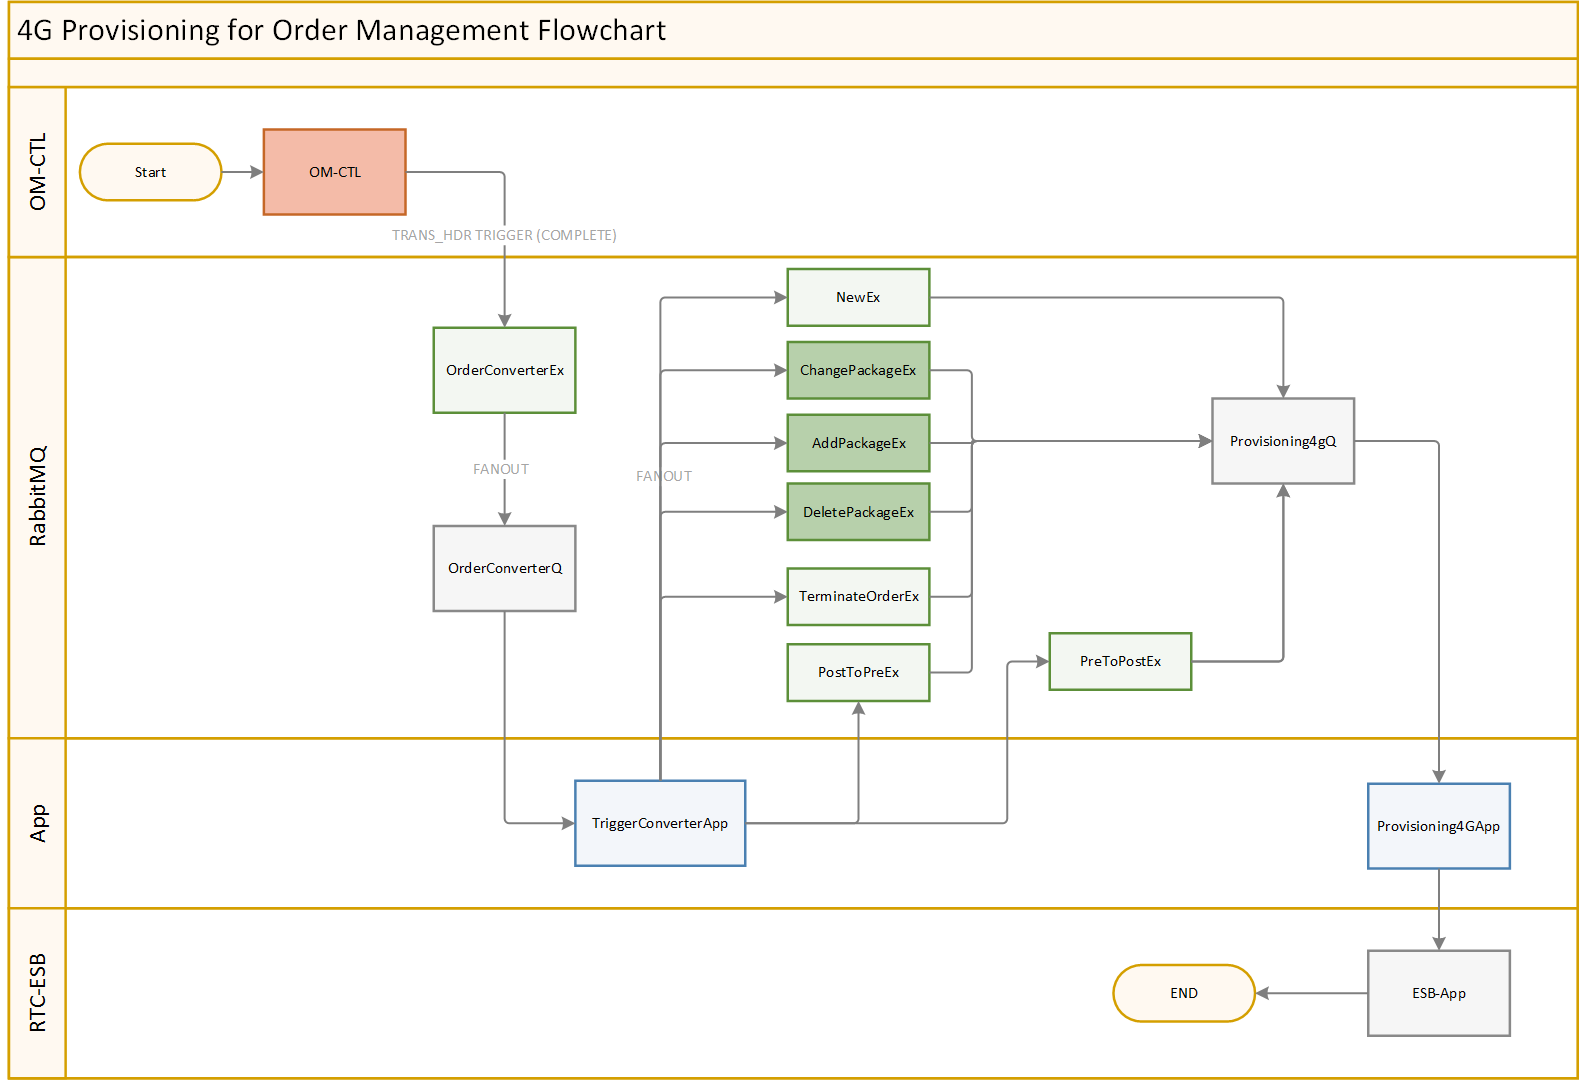 4G Provisioning for Order Management Flowchart
OM-CTL
Start
OM-CTL
TRANS_HDR TRIGGER (COMPLETE)
RabbitMQ
NewEx
OrderConverterEx
ChangePackageEx
AddPackageEx
Provisioning4gQ
FANOUT
FANOUT
DeletePackageEx
OrderConverterQ
TerminateOrderEx
PostToPreEx
PreToPostEx
App
TriggerConverterApp
Provisioning4GApp
RTC-ESB
END
ESB-App